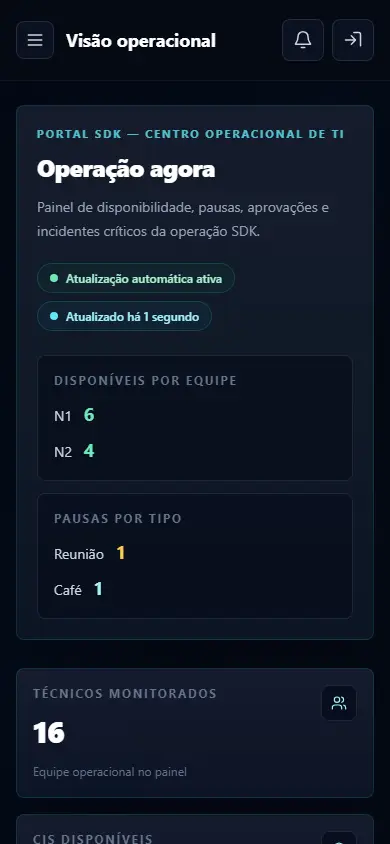 Visão operacional
PORTAL SDK — CENTRO OPERACIONAL DE TI
Operação agora
Painel de disponibilidade, pausas, aprovações e
incidentes críticos da operação SDK.
Atualização automática ativa
Atualizado há 1 segundo
DISPONÍVEIS POR EQUIPE
N1 6
N2 4
PAUSAS POR TIPO
Reunião 1
Café 1
TÉCNICOS MONITORADOS
16
Equipe operacional no painel
CIS DISPONÍVEIS